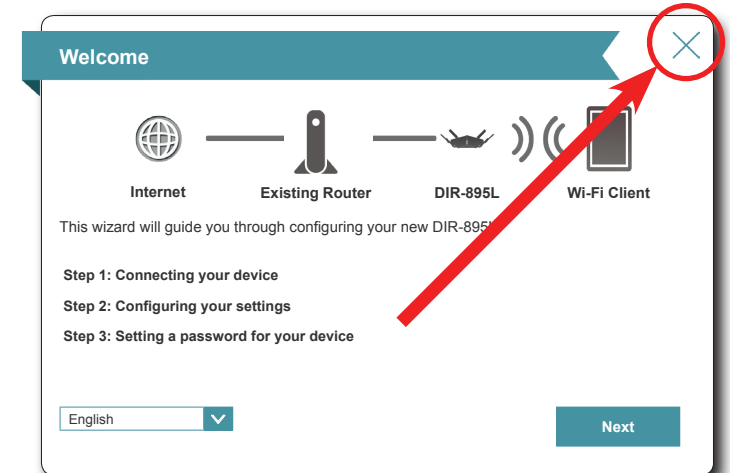 Welcome
Internet
Existing Router
DIR-895L
Wi-Fi Client
This wizard will guide you through configuring your new
Step 1: Connecting your device
Step 2: Configuring your settings
Step 3: Setting a password for your device
English
Next